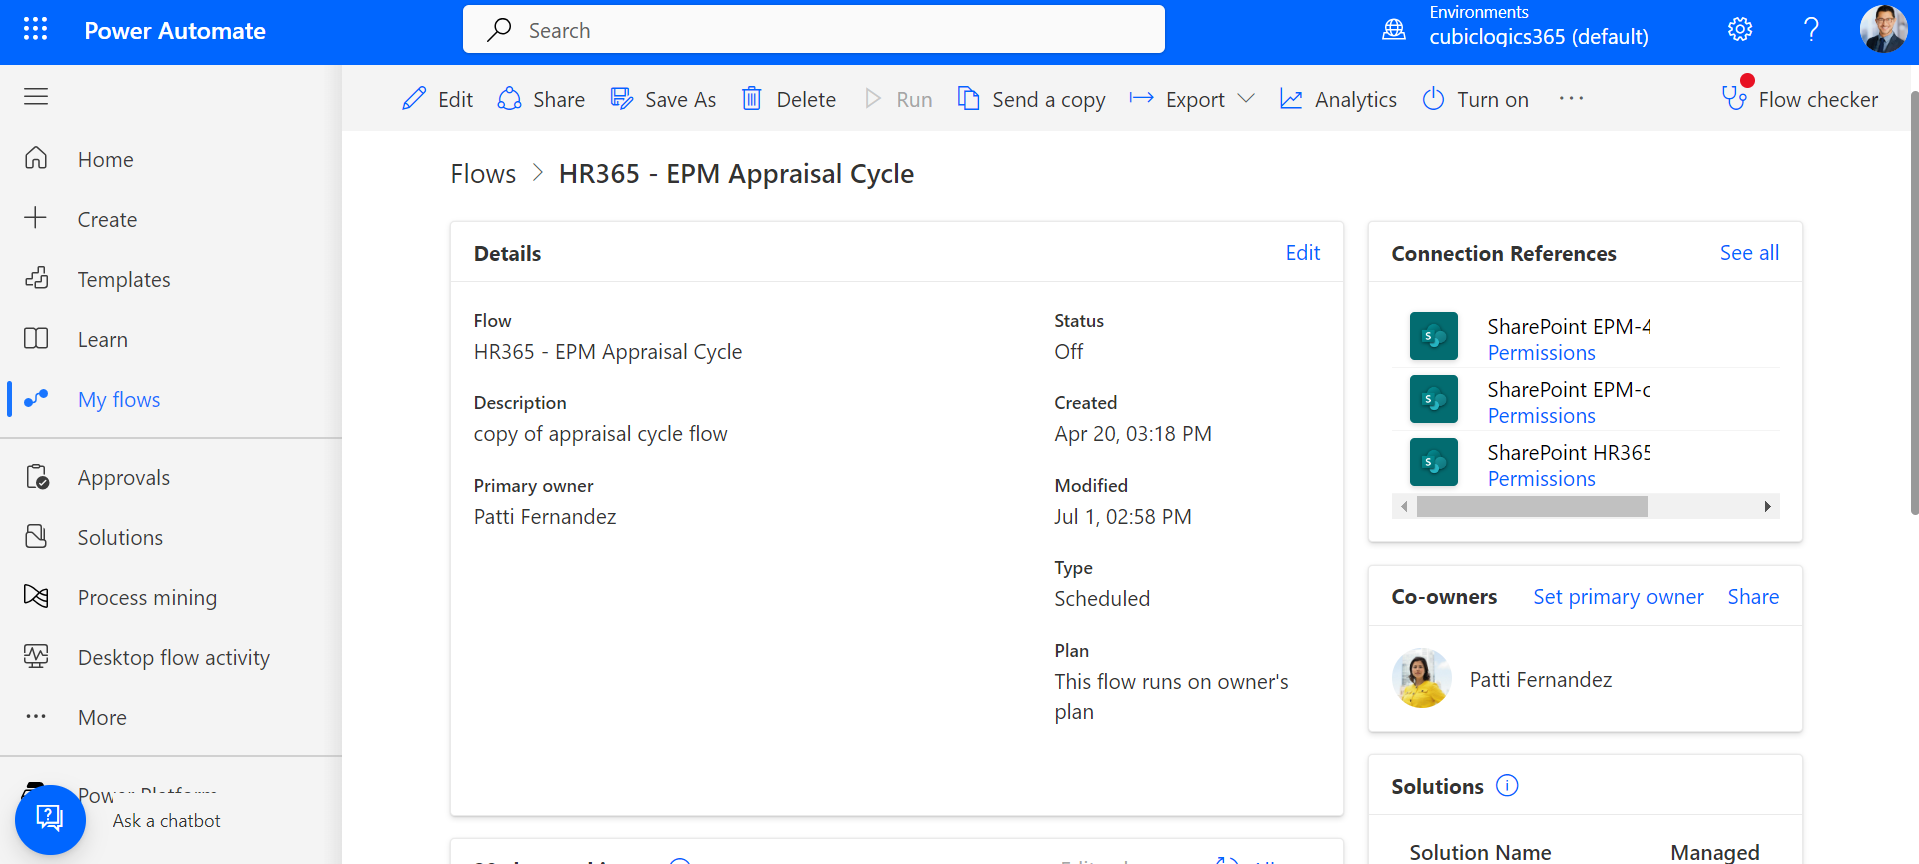 Power Automate
Search
Environments
cubiclogics365 (default)
Edit
Share
Save As
Delete
Run
Send a copy
Export
Analytics
Turn on
Flow checker
Home
Create
Templates
Learn
My flows
Approvals
Solutions
Process mining
Desktop flow activity
More
Ask a chatbot
Flows > HR365 - EPM Appraisal Cycle
Details
Edit
Flow
HR365 - EPM Appraisal Cycle
Description
copy of appraisal cycle flow
Primary owner
Patti Fernandez
Status
Off
Created
Apr 20, 03:18 PM
Modified
Jul 1, 02:58 PM
Type
Scheduled
Plan
This flow runs on owner's
plan
Connection References
See all
SharePoint EPM-4
Permissions
SharePoint EPM-c
Permissions
SharePoint HR365
Permissions
Co-owners
Set primary owner
Share
Patti Fernandez
Solutions
Solution Name
Managed